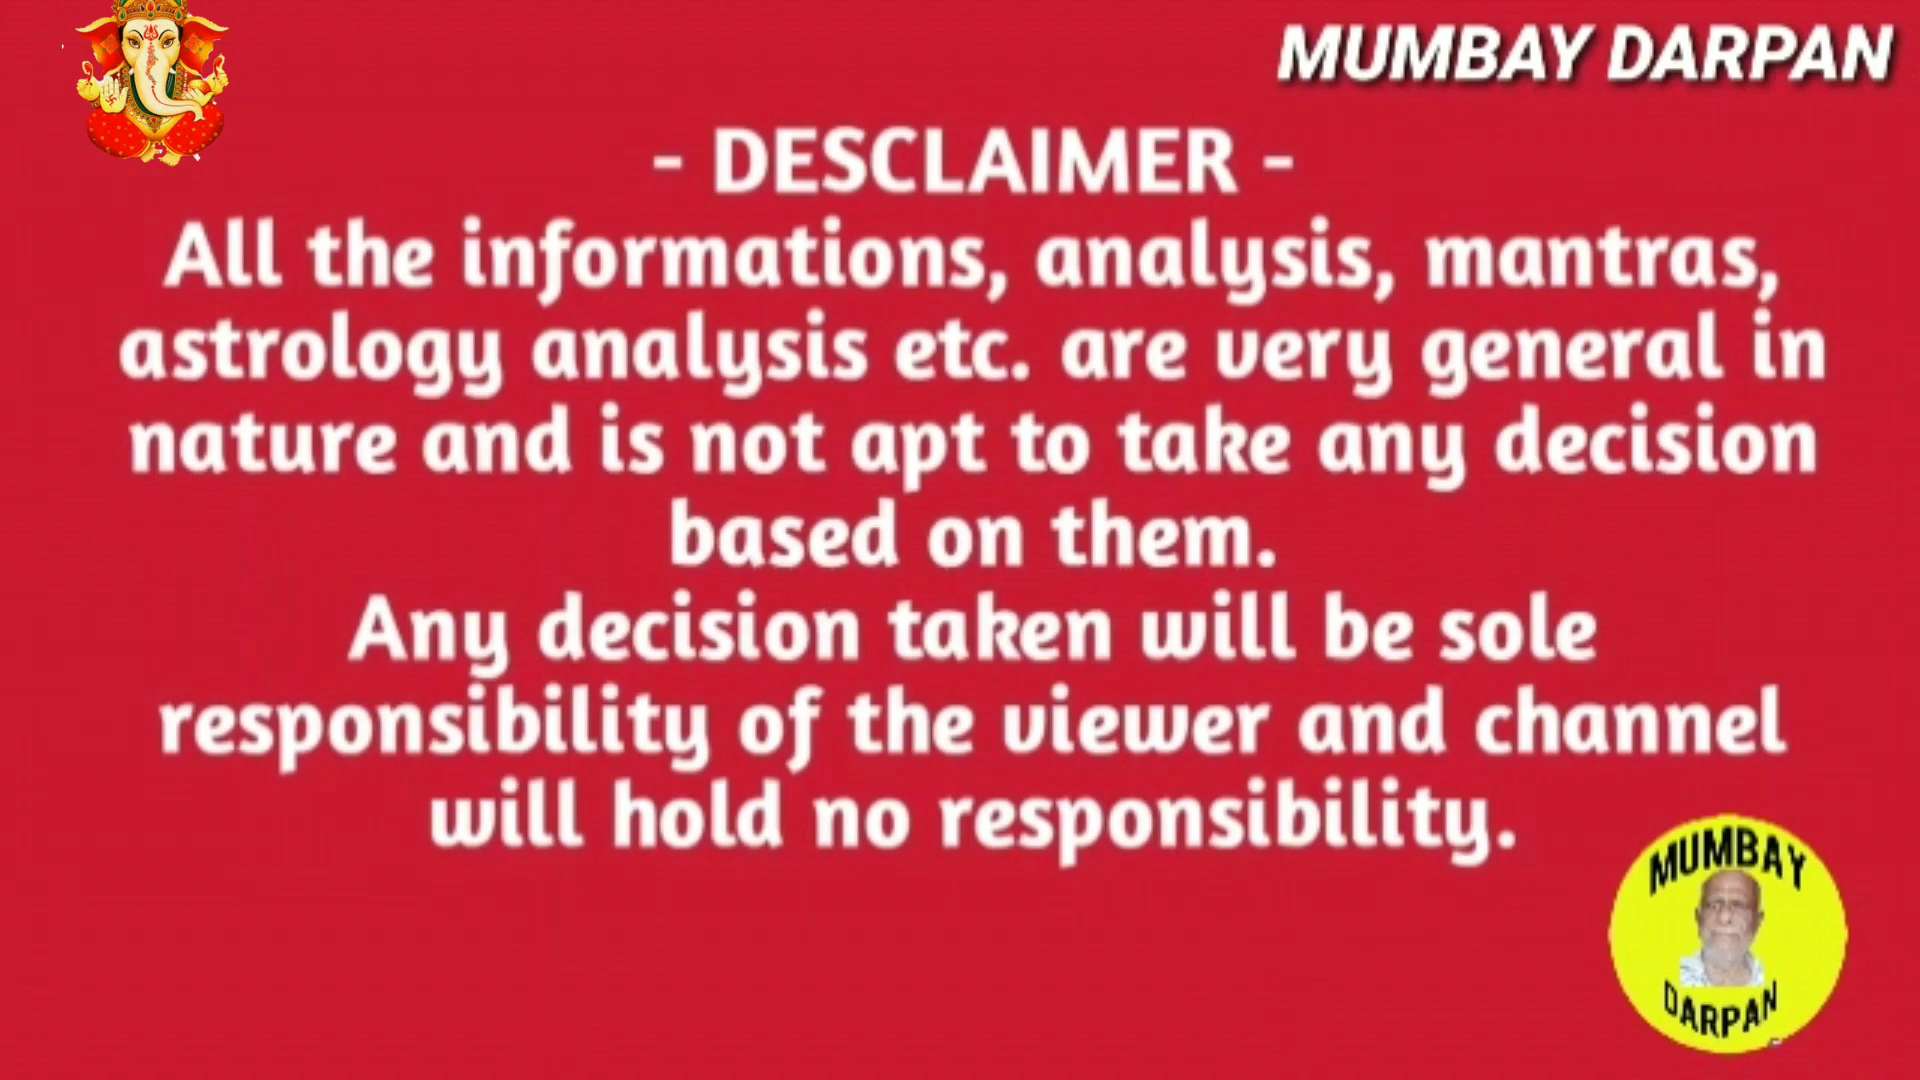 MUMBAY DARPAN
- DESCLAIMER -
All the informations, analysis, mantras,
astrology analysis etc. are very general in
nature and is not apt to take any decision
based on them.
Any decision taken will be sole
responsibility of the viewer and channel
will hold no responsibility.
MUMBAY
DARPAN